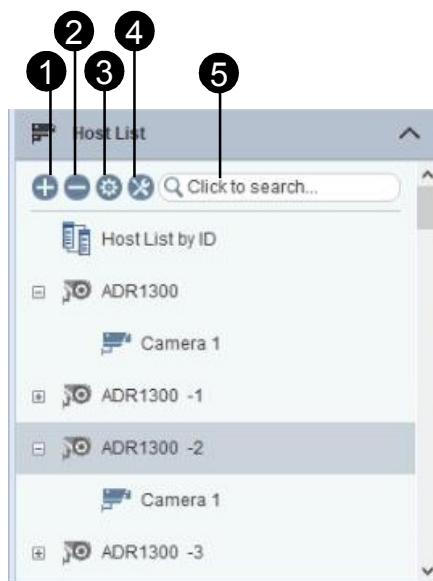 2 4
1 3 5
Host List
Click to search...
Host List by ID
ADR1300
Camera 1
ADR1300 -1
ADR1300 -2
Camera 1
ADR1300 -3